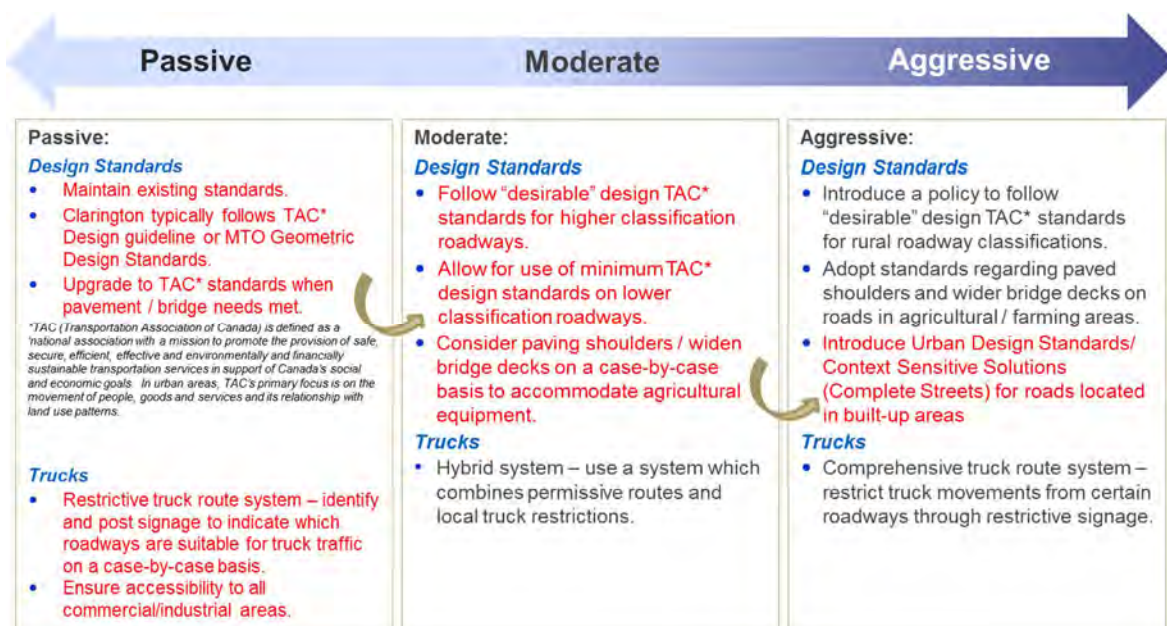 Passive
Moderate
Aggressive
Passive:
Design Standards
• Maintain existing standards.
• Clarington typically follows TAC*
Design guideline or MTO Geometric
Design Standards.
• Upgrade to TAC* standards when
pavement / bridge needs met.
*TAC (Transportation Association of Canada) is defined as a
'national association with a mission to promote the provision of safe,
secure, efficient, effective and environmentally and financially
sustainable transportation services in support of Canada's social
and economic goals. In urban areas, TAC's primary focus is on the
movement of people, goods and services and its relationship with
land use patterns.
Trucks
• Restrictive truck route system – identify
and post signage to indicate which
roadways are suitable for truck traffic
on a case-by-case basis.
• Ensure accessibility to all
commercial/industrial areas.
Moderate:
Design Standards
• Follow “desirable” design TAC*
standards for higher classification
roadways.
• Allow for use of minimum TAC*
design standards on lower
classification roadways.
• Consider paving shoulders / widen
bridge decks on a case-by-case
basis to accommodate agricultural
equipment.
Trucks
• Hybrid system – use a system which
combines permissive routes and
local truck restrictions.
Aggressive:
Design Standards
• Introduce a policy to follow
“desirable” design TAC* standards
for rural roadway classifications.
• Adopt standards regarding paved
shoulders and wider bridge decks on
roads in agricultural / farming areas.
• Introduce Urban Design Standards/
Context Sensitive Solutions
(Complete Streets) for roads located
in built-up areas
Trucks
• Comprehensive truck route system –
restrict truck movements from certain
roadways through restrictive signage.